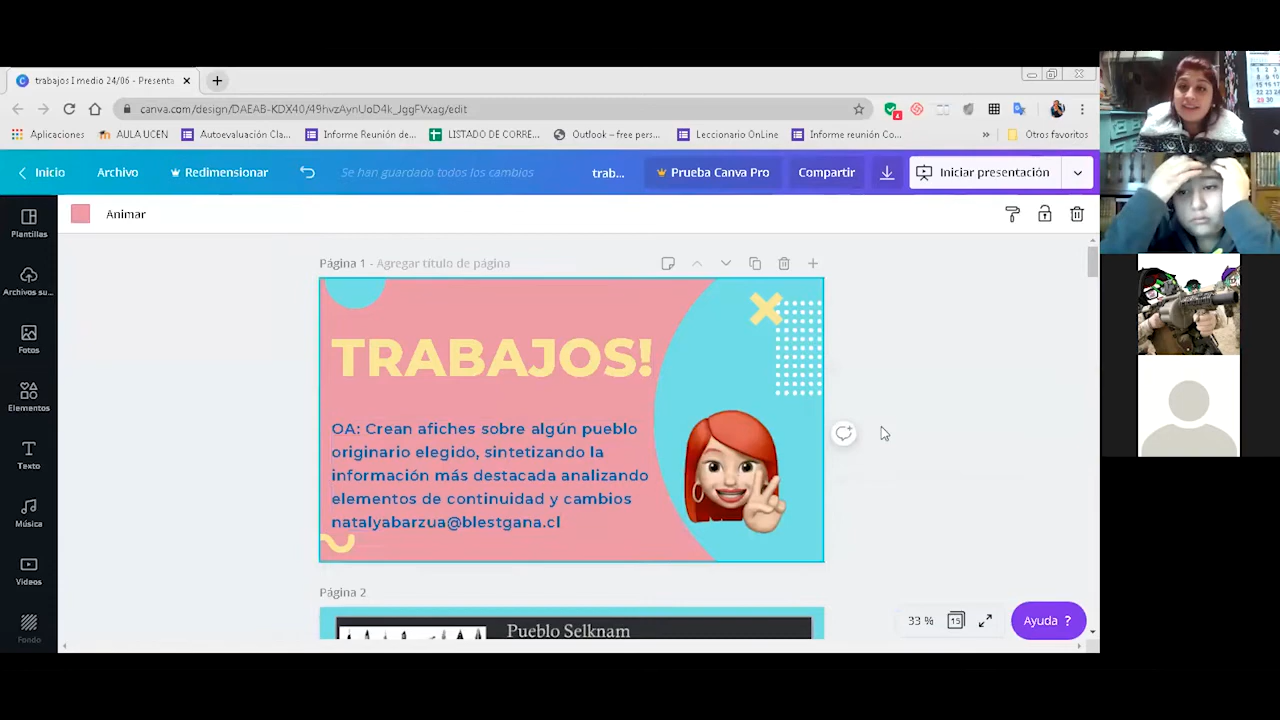 trabajos I medio 24/06 - Presenta
canva.com/design/DAEAB-KDX40/49hvzAynUoD4k_JggFVxag/edit
Aplicaciones
AULA UCEN
Autoevaluación Cla...
Informe Reunión de...
LISTADO DE CORRE...
Outlook – free pers...
Leccionario OnLine
Informe reunión Co...
»
Otros favoritos
Inicio
Archivo
Redimensionar
Se han guardado todos los cambios
trab...
Prueba Canva Pro
Compartir
Iniciar presentación
Animar
Plantillas
Archivos su...
Fotos
Elementos
Texto
Música
Videos
Fondo
Página 1 - Agregar título de página
TRABAJOS!
OA: Crean afiches sobre algún pueblo
originario elegido, sintetizando la
información más destacada analizando
elementos de continuidad y cambios
natalyabarzua@blestgana.cl
Página 2
Pueblo Selknam
33 %
15
Ayuda ?